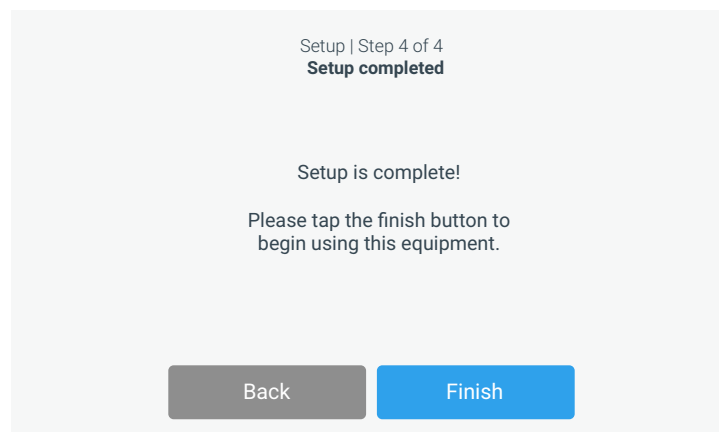 Setup | Step 4 of 4
Setup completed
Setup is complete!
Please tap the finish button to
begin using this equipment.
Back
Finish